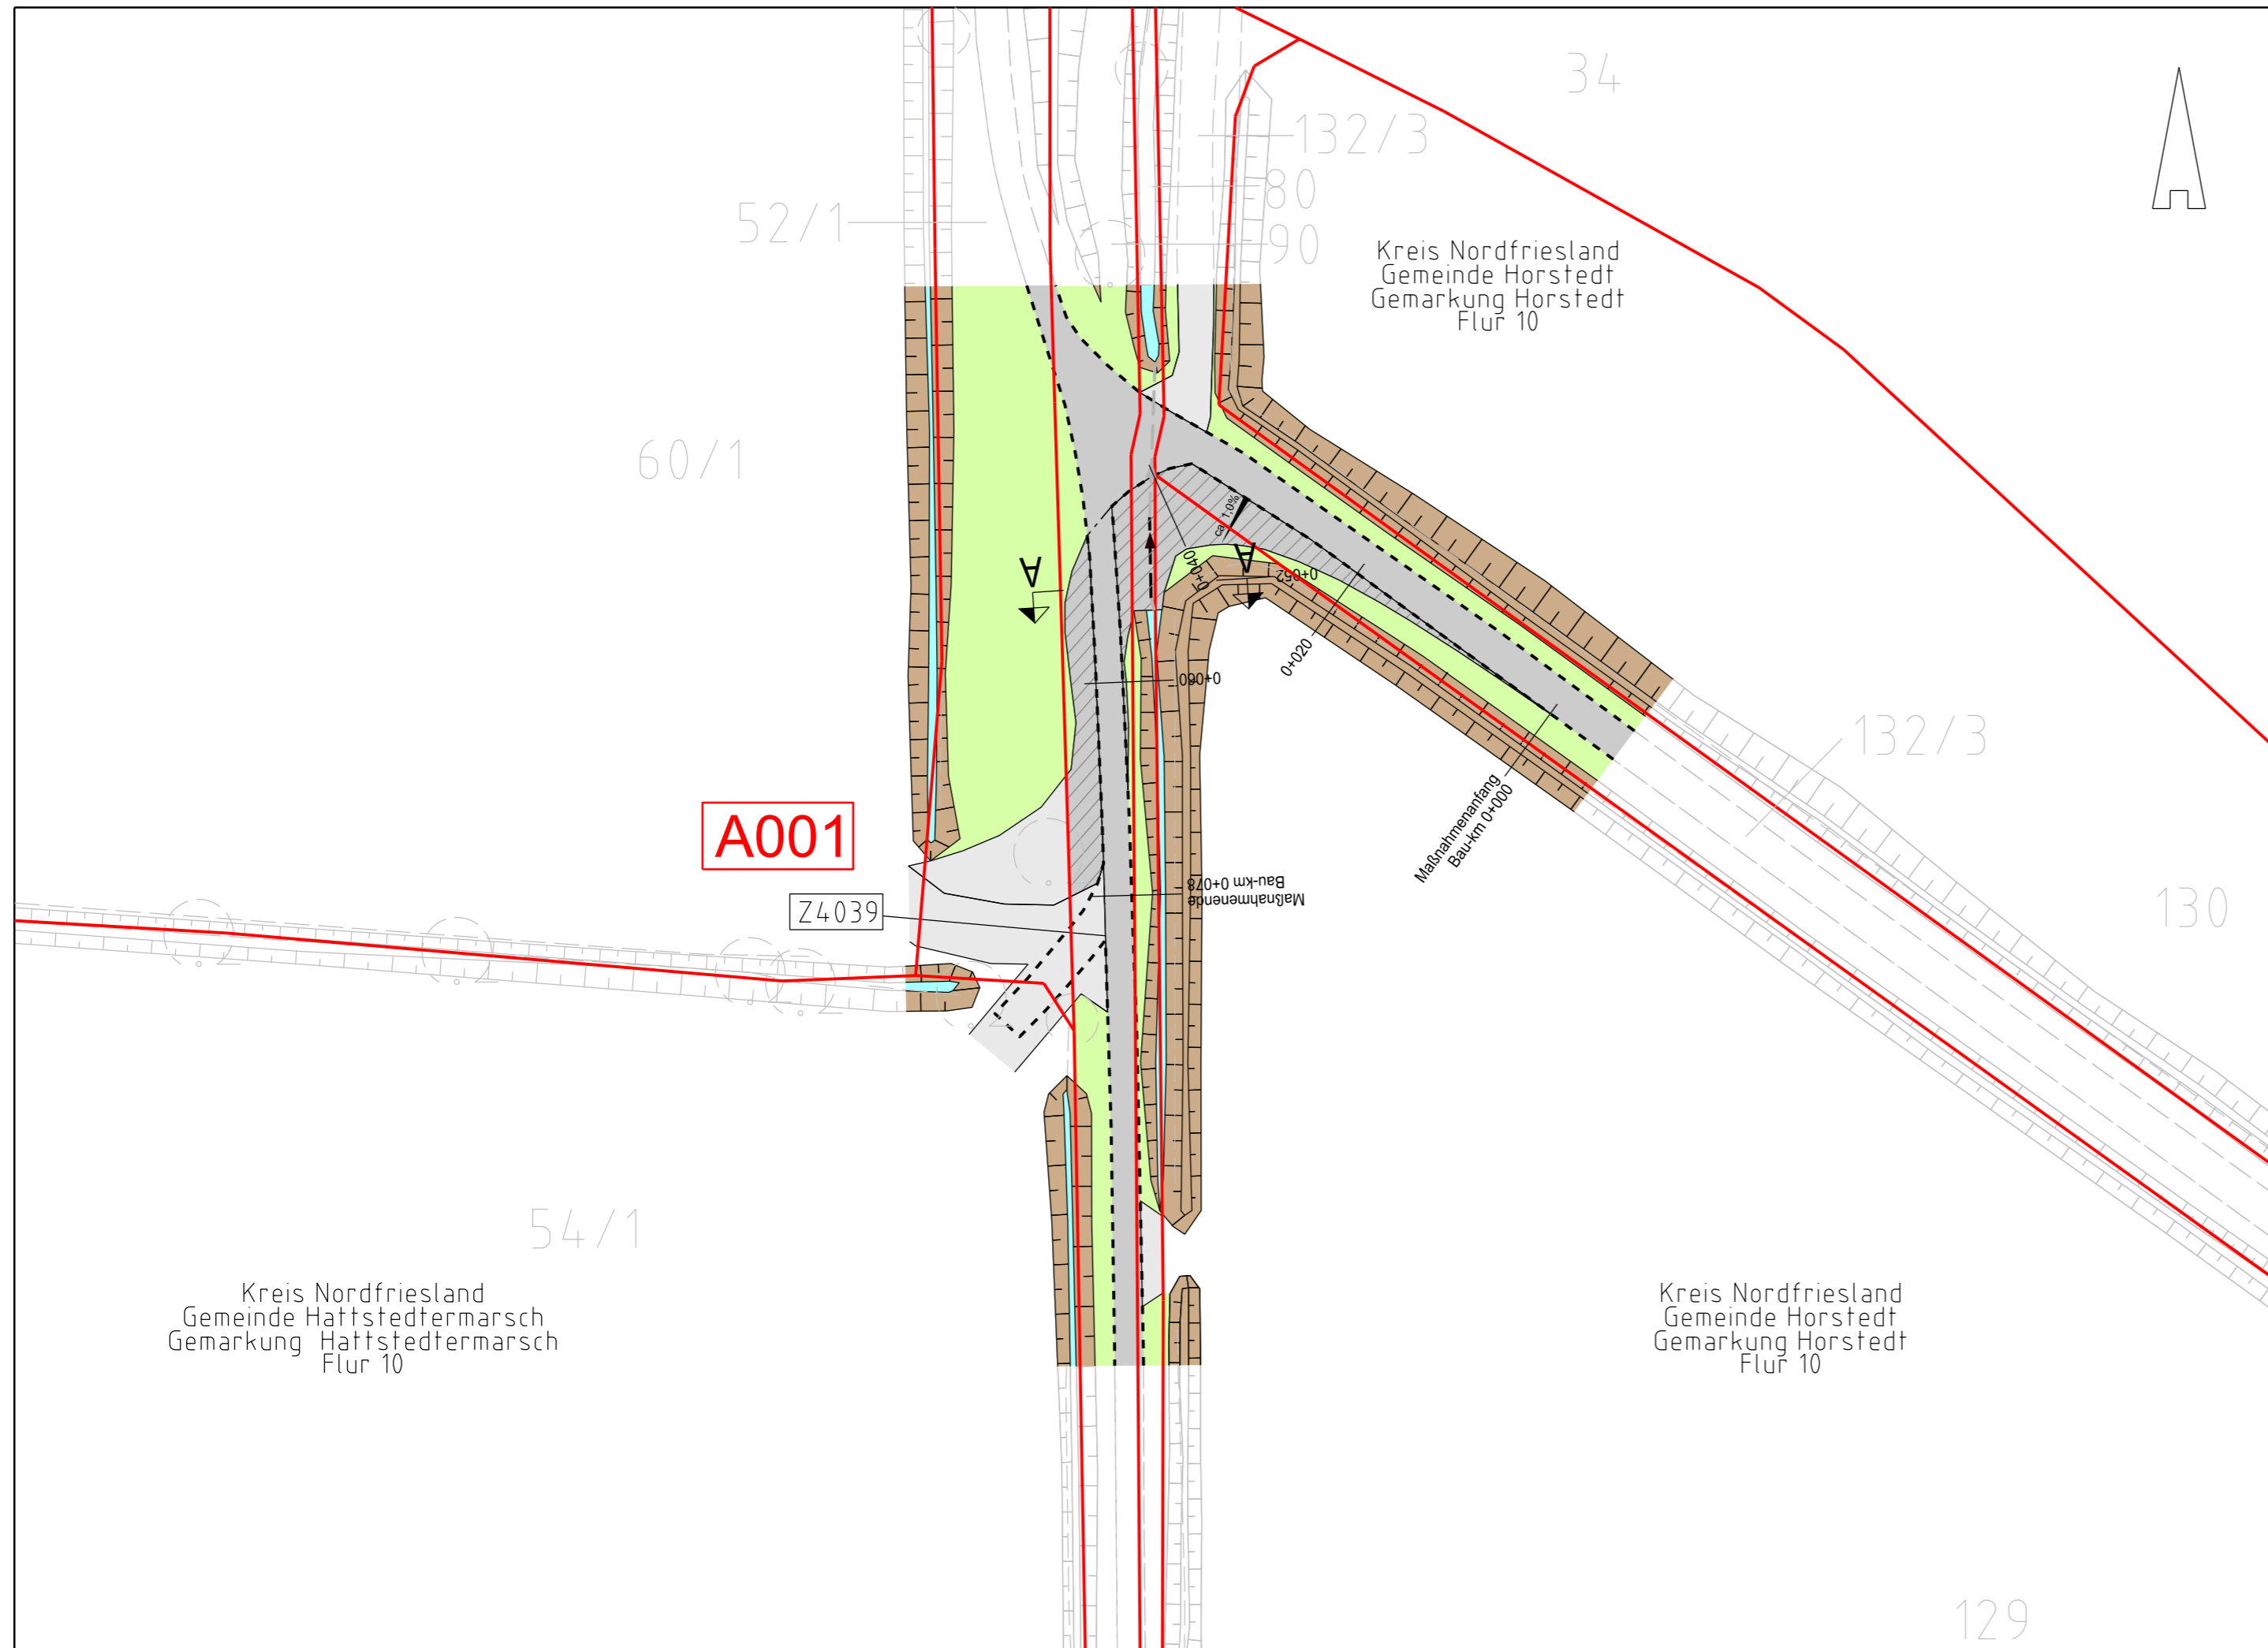 34
132/3
80
52/1
90
Kreis Nordfriesland
Gemeinde Horstedt
Gemarkung Horstedt
Flur 10
60/1
ca. 1,0%
A
A
0+040
0+052
0+020
0+060
132/3
A001
Maßnahmenanfang
Bau-km 0+000
Maßnahmenende
Bau-km 0+078
Z4039
130
54/1
Kreis Nordfriesland
Gemeinde Hattstedtermarsch
Gemarkung Hattstedtermarsch
Flur 10
Kreis Nordfriesland
Gemeinde Horstedt
Gemarkung Horstedt
Flur 10
129